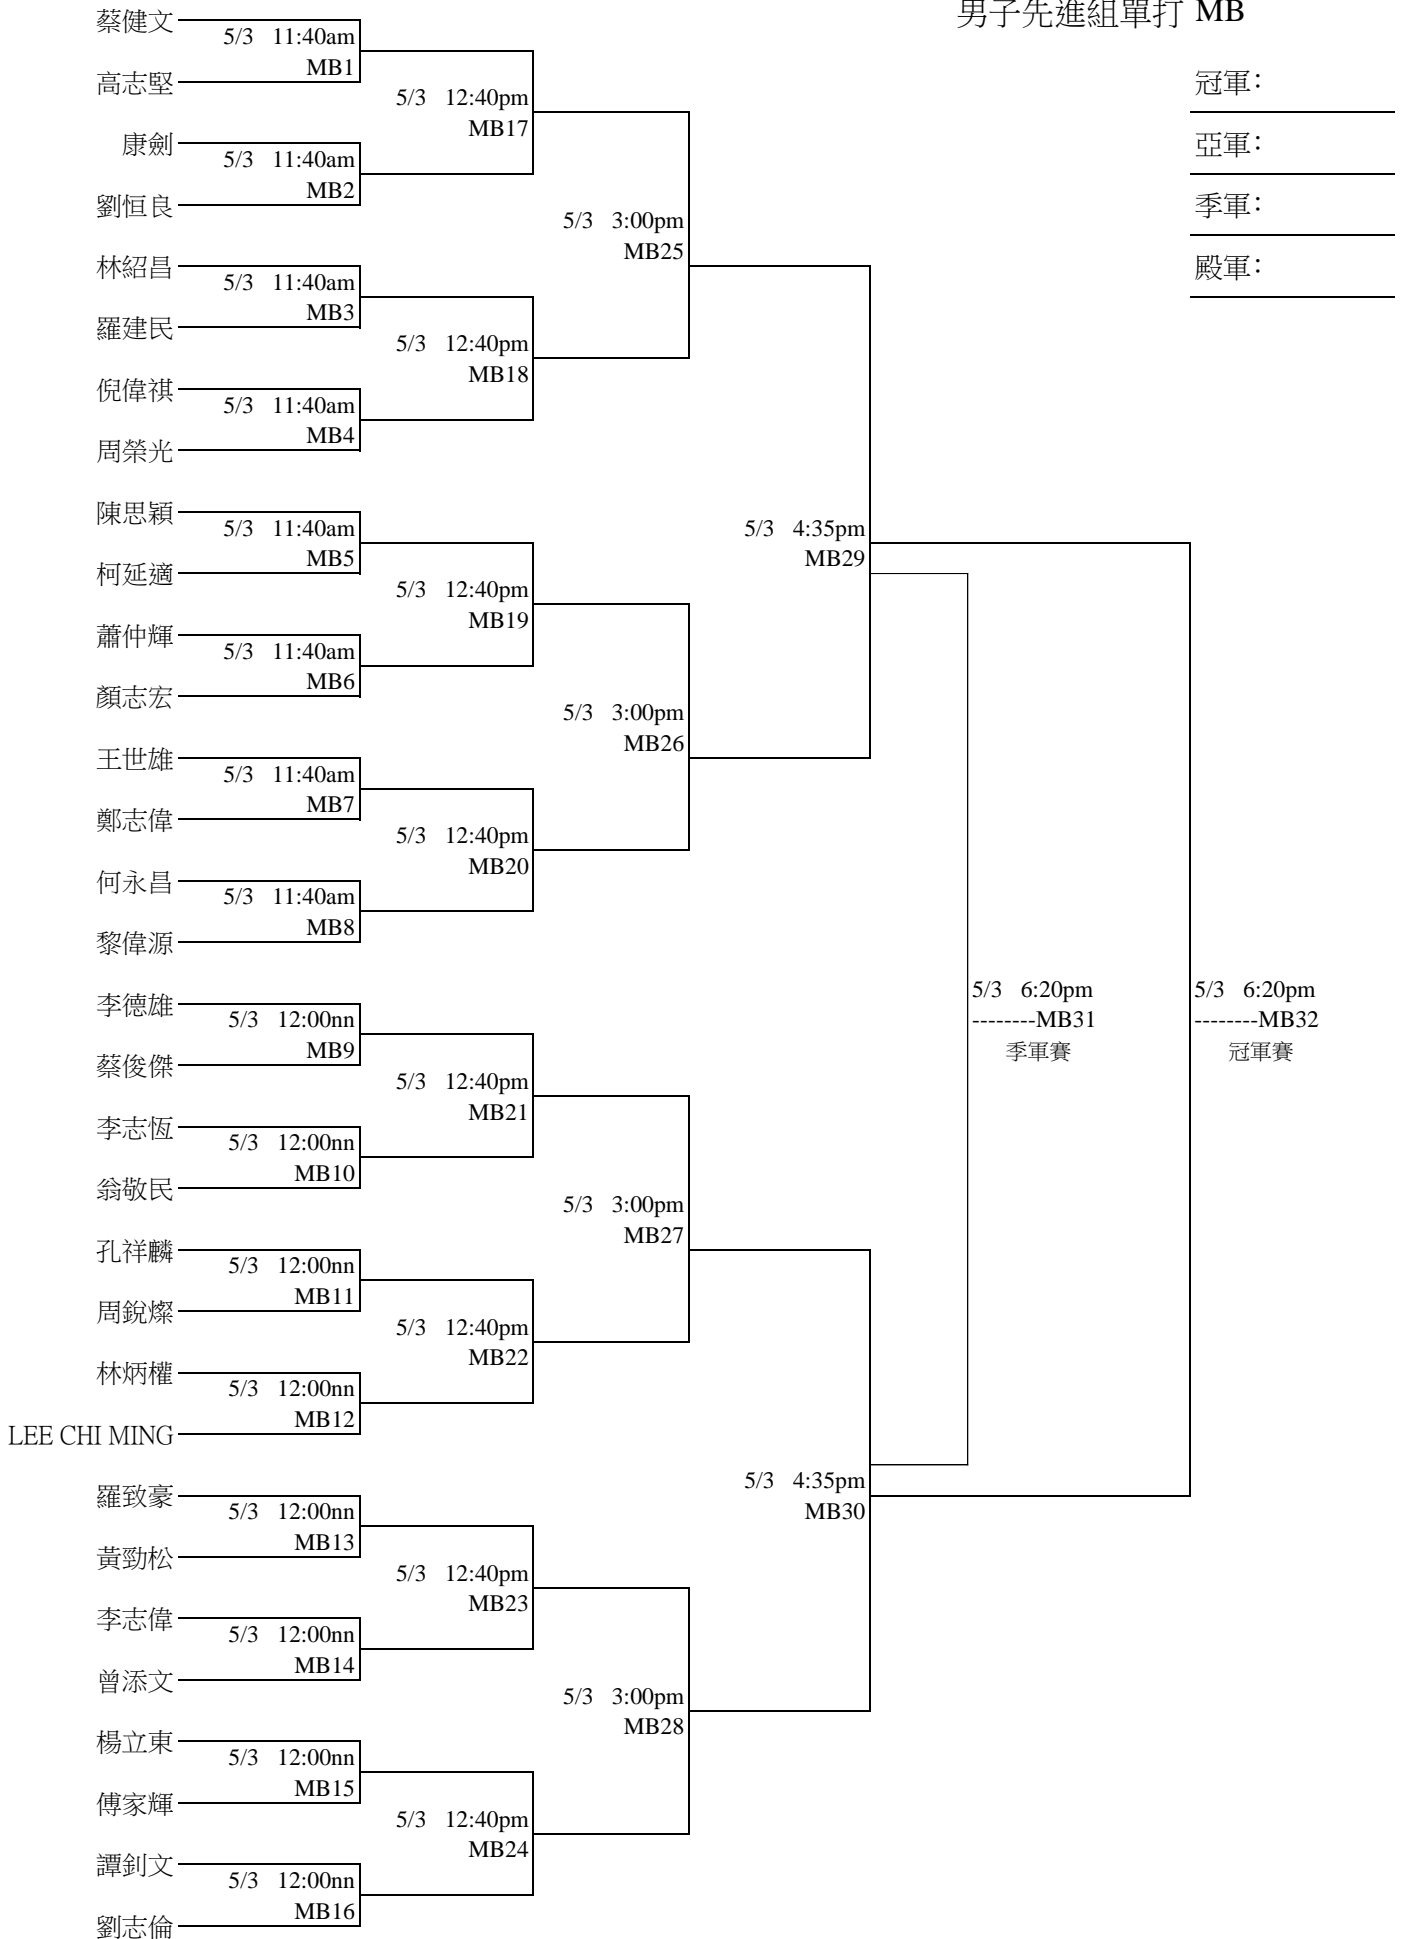 男子先進組單打 MB
冠軍：
亞軍：
季軍：
殿軍：
蔡健文
5/3 11:40am
MB1
高志堅
5/3 12:40pm
MB17
康劍
5/3 11:40am
MB2
劉恒良
5/3 3:00pm
MB25
林紹昌
5/3 11:40am
MB3
羅建民
5/3 12:40pm
MB18
倪偉祺
5/3 11:40am
MB4
周榮光
陳思穎
5/3 11:40am
MB5
5/3 4:35pm
MB29
柯延適
5/3 12:40pm
MB19
蕭仲輝
5/3 11:40am
MB6
顏志宏
5/3 3:00pm
MB26
王世雄
5/3 11:40am
MB7
鄭志偉
5/3 12:40pm
MB20
何永昌
5/3 11:40am
MB8
黎偉源
5/3 6:20pm
--------MB31
季軍賽
5/3 6:20pm
--------MB32
冠軍賽
李德雄
5/3 12:00nn
MB9
蔡俊傑
5/3 12:40pm
MB21
李志恆
5/3 12:00nn
MB10
翁敬民
5/3 3:00pm
MB27
孔祥麟
5/3 12:00nn
MB11
周銳燦
5/3 12:40pm
MB22
林炳權
5/3 12:00nn
MB12
LEE CHI MING
羅致豪
5/3 12:00nn
MB13
5/3 4:35pm
MB30
黃勁松
5/3 12:40pm
MB23
李志偉
5/3 12:00nn
MB14
曾添文
5/3 3:00pm
MB28
楊立東
5/3 12:00nn
MB15
傅家輝
5/3 12:40pm
MB24
譚釗文
5/3 12:00nn
MB16
劉志倫